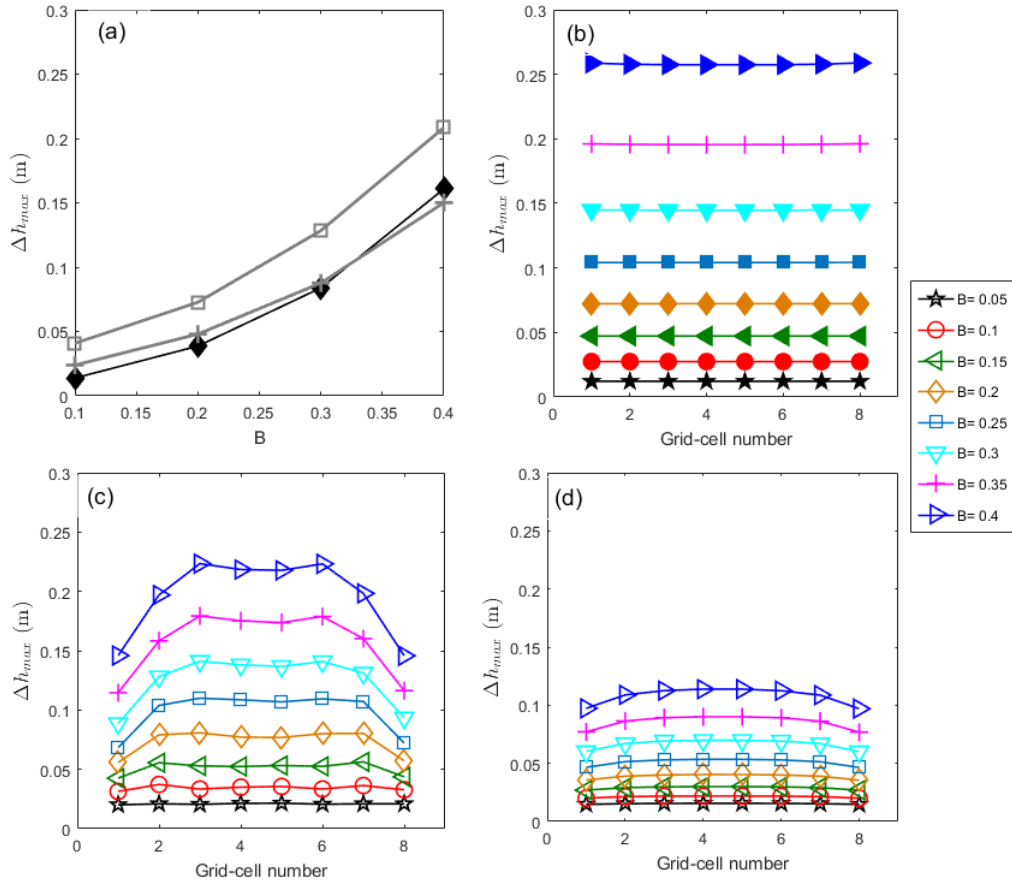 (a)
0.3
0.25
0.2
0.15
0.1
0.05
0
Δh_max (m)
0.1 0.15 0.2 0.25 0.3 0.35 0.4
B
(b)
0.3
0.25
0.2
0.15
0.1
0.05
0
Δh_max (m)
0 2 4 6 8
Grid-cell number
B= 0.05
B= 0.1
B= 0.15
B= 0.2
B= 0.25
B= 0.3
B= 0.35
B= 0.4
(c)
0.3
0.25
0.2
0.15
0.1
0.05
0
Δh_max (m)
0 2 4 6 8
Grid-cell number
(d)
0.3
0.25
0.2
0.15
0.1
0.05
0
Δh_max (m)
0 2 4 6 8
Grid-cell number